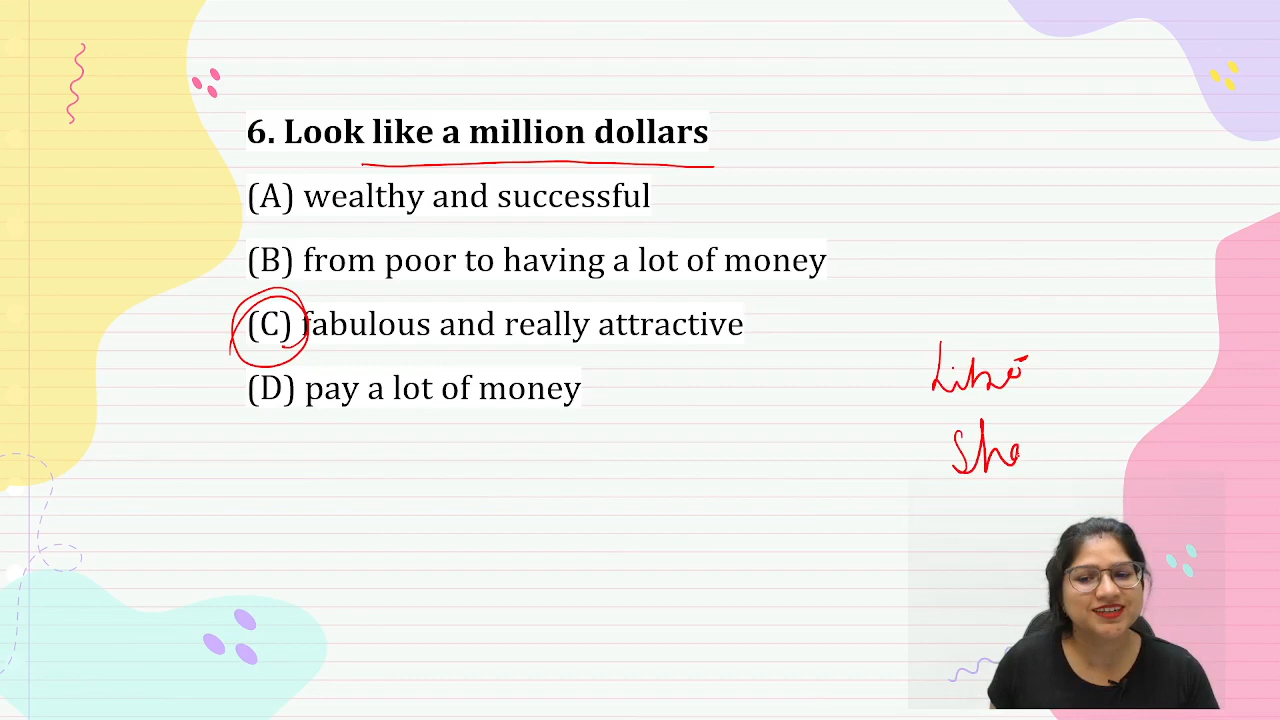 6. Look like a million dollars
(A) wealthy and successful
(B) from poor to having a lot of money
(C) fabulous and really attractive
(D) pay a lot of money
Like
She